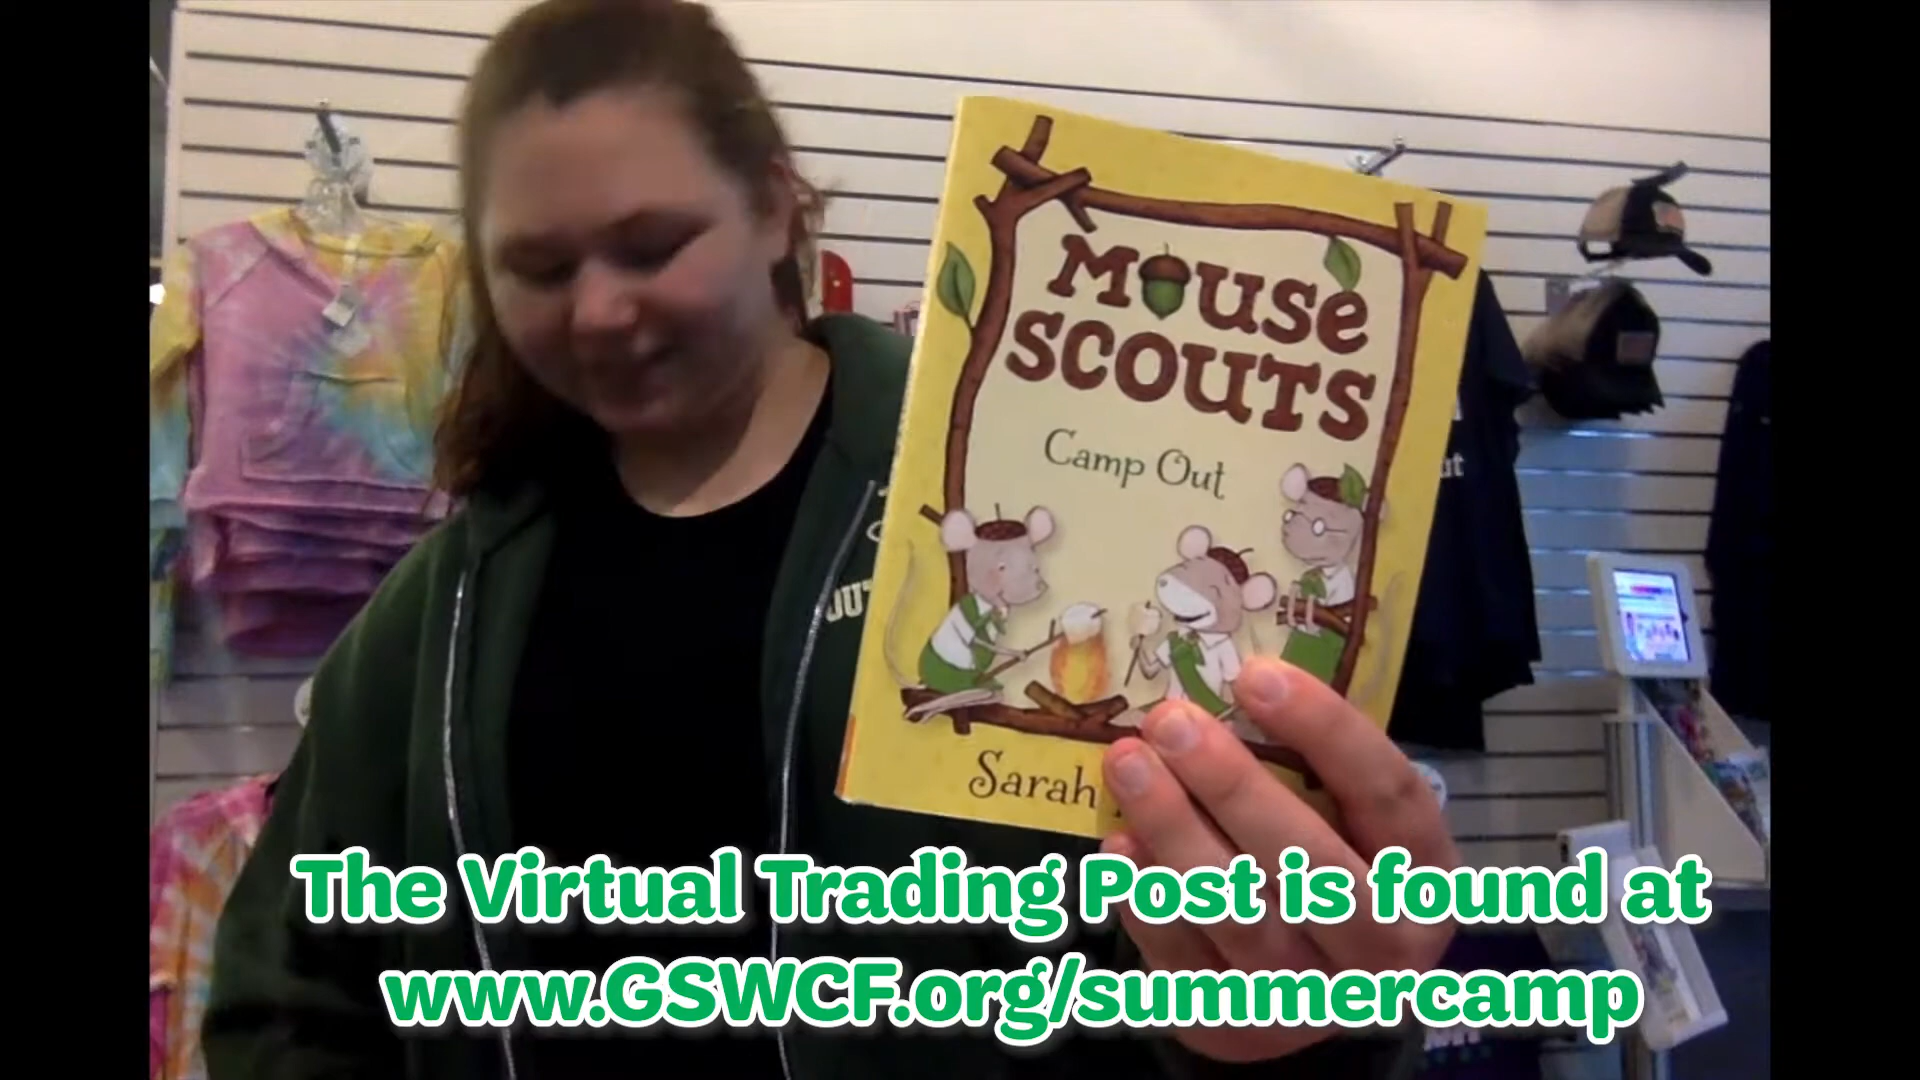 MOUSE
SCOUTS
Camp Out
Sarah
The Virtual Trading Post is found at
www.GSWCF.org/summercamp